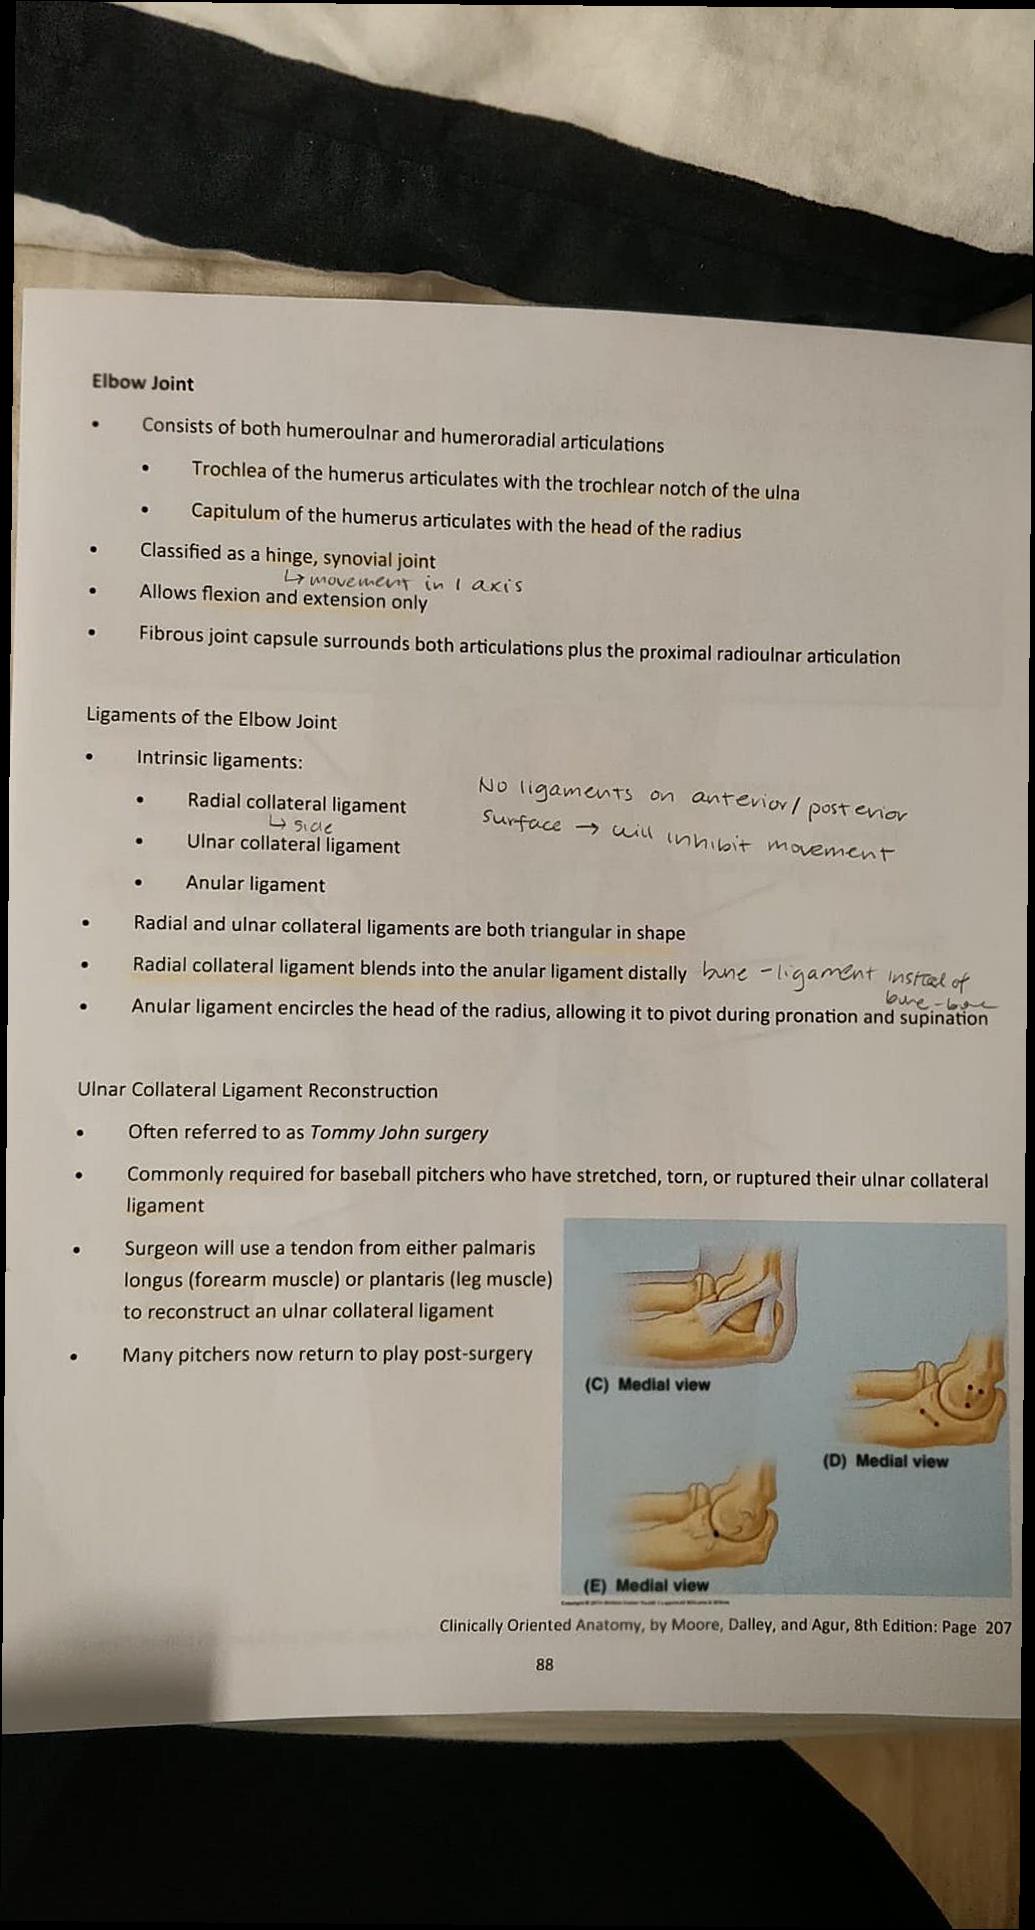 Elbow Joint
• Consists of both humeroulnar and humeroradial articulations
• Trochlea of the humerus articulates with the trochlear notch of the ulna
• Capitulum of the humerus articulates with the head of the radius
• Classified as a hinge, synovial joint
↳ movement in 1 axis
• Allows flexion and extension only
• Fibrous joint capsule surrounds both articulations plus the proximal radioulnar articulation
Ligaments of the Elbow Joint
• Intrinsic ligaments:
• Radial collateral ligament
↳ side
• Ulnar collateral ligament
• Anular ligament
No ligaments on anterior/posterior
surface → will inhibit movement
• Radial and ulnar collateral ligaments are both triangular in shape
• Radial collateral ligament blends into the anular ligament distally bone - ligament instead of
bone - bone
• Anular ligament encircles the head of the radius, allowing it to pivot during pronation and supination
Ulnar Collateral Ligament Reconstruction
• Often referred to as Tommy John surgery
• Commonly required for baseball pitchers who have stretched, torn, or ruptured their ulnar collateral
ligament
• Surgeon will use a tendon from either palmaris
longus (forearm muscle) or plantaris (leg muscle)
to reconstruct an ulnar collateral ligament
• Many pitchers now return to play post-surgery
(C) Medial view
(D) Medial view
(E) Medial view
Clinically Oriented Anatomy, by Moore, Dalley, and Agur, 8th Edition: Page 207
88